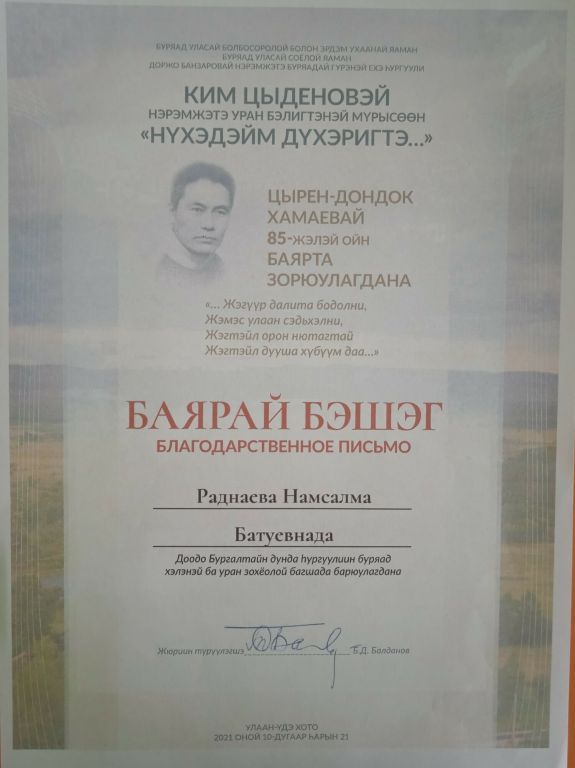 БУРЯАД УЛАСАЙ БОЛБОСОРОЛОЙ БОЛОН ЭРДЭМ УХААНАЙ ЯАМАН
БУРЯАД УЛАСАЙ СОЁЛОЙ ЯАМАН
ДОРЖО БАНЗАРОВАЙ НЭРЭМЖЭТЭ БУРЯАДАЙ ГҮРЭНЭЙ ЕХЭ ҺУРГУУЛИ
КИМ ЦЫДЕНОВЭЙ
НЭРЭМЖЭТЭ УРАН БЭЛИГТЭНЭЙ МҮРЫСӨӨН
«НҮХЭДЭЙМ ДҮХЭРИГТЭ...»
ЦЫРЕН-ДОНДОК
ХАМАЕВАЙ
85-ЖЭЛЭЙ ОЙН
БАЯРТА
ЗОРЮУЛАГДАНА
«... Жэгүүр далита бодолни,
Жэмэс улаан сэдьхэлни,
Жэгтэйл орон нютагтай
Жэгтэйл дууша хүбүүм даа...»
БАЯРАЙ БЭШЭГ
БЛАГОДАРСТВЕННОЕ ПИСЬМО
Раднаева Намсалма
Батуевнада
Доодо Бургалтайн дунда һургуулиин буряад
хэлэнэй ба уран зохёолой багшада барюулагдана
Жюриин түрүүлэгшэ Б.Д. Балданов
УЛААН-ҮДЭ ХОТО
2021 ОНОЙ 10-ДУГААР ҺАРЫН 21